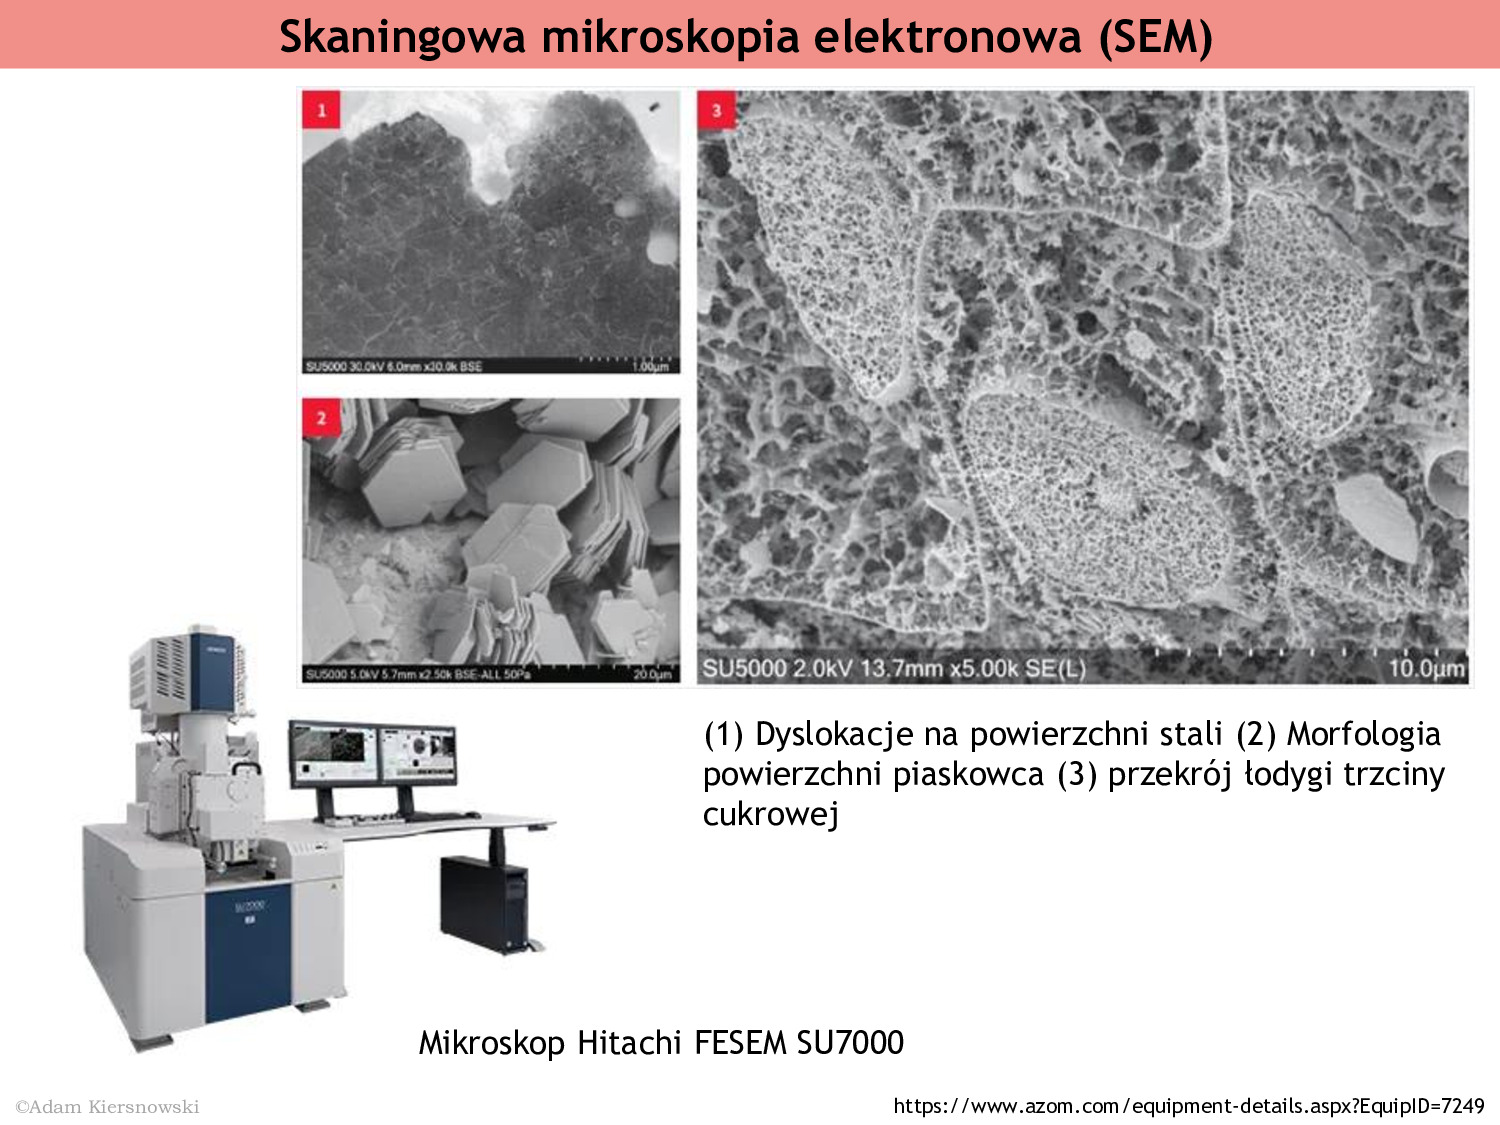 Skaningowa mikroskopia elektronowa (SEM)
1
SU5000 30.0kV 6.0mm x30.0k BSE 1.00µm
2
SU5000 5.0kV 5.7mm x2.50k BSE-ALL 50Pa 20.0µm
3
SU5000 2.0kV 13.7mm x5.00k SE(L) 10.0µm
(1) Dyslokacje na powierzchni stali (2) Morfologia
powierzchni piaskowca (3) przekrój łodygi trzciny
cukrowej
SU7000
Mikroskop Hitachi FESEM SU7000
©Adam Kiersnowski
https://www.azom.com/equipment-details.aspx?EquipID=7249